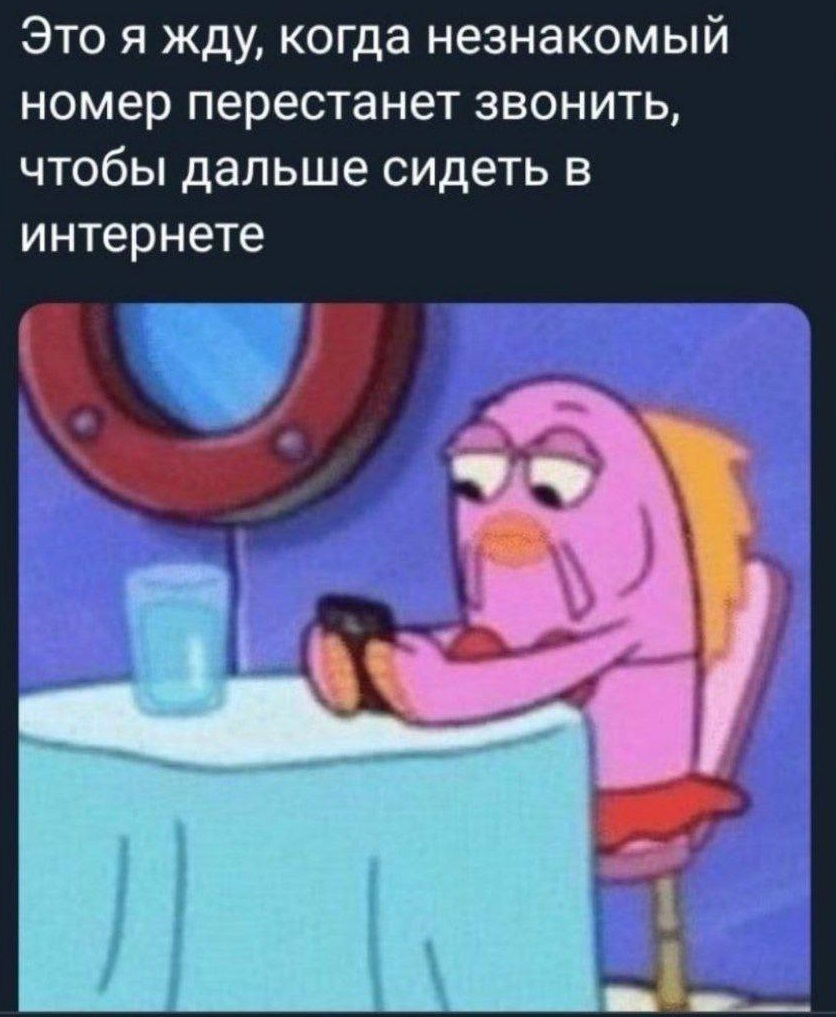 Это я жду, когда незнакомый
номер перестанет звонить,
чтобы дальше сидеть в
интернете